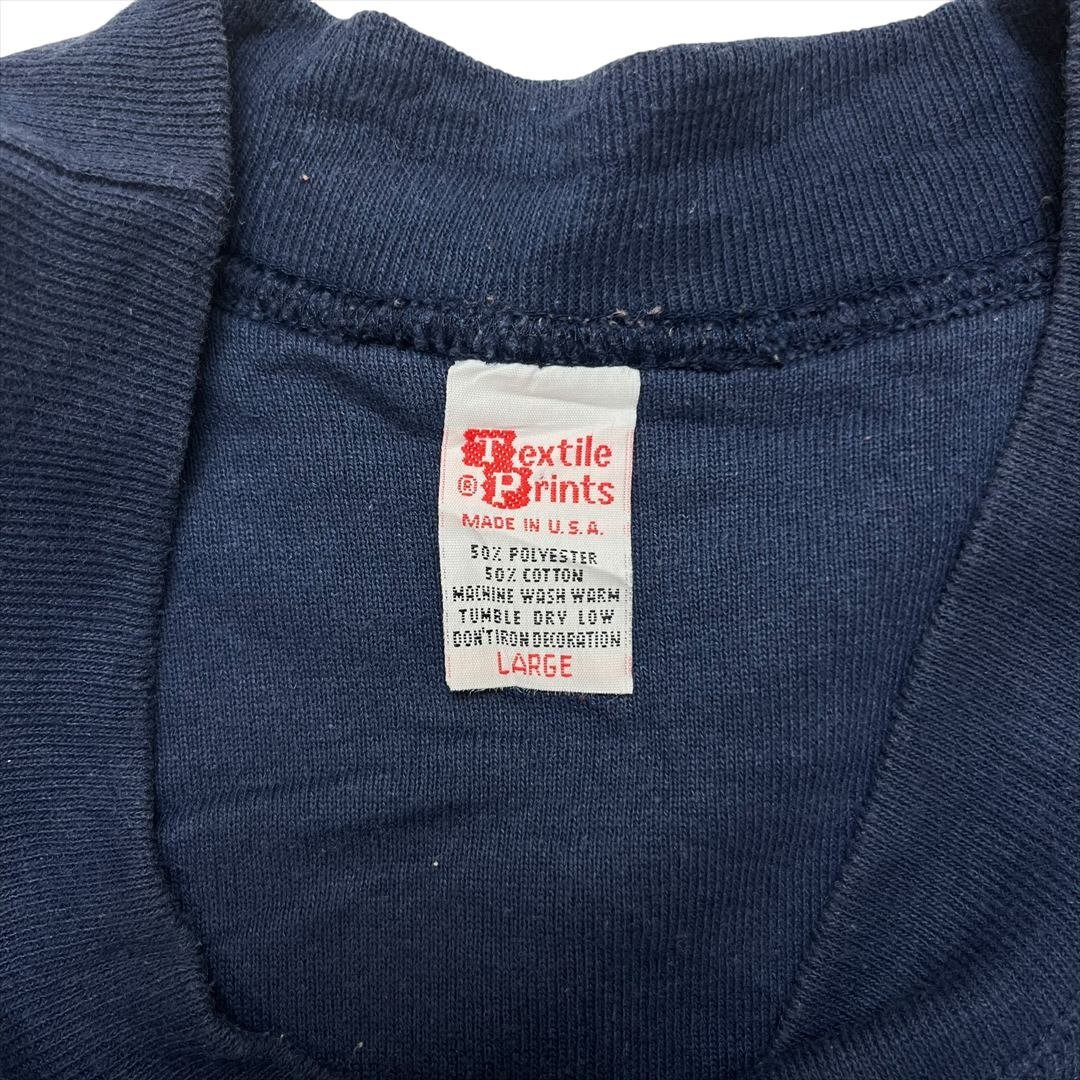 Textile
® Prints
MADE IN U.S.A.
50% POLYESTER
50% COTTON
MACHINE WASH WARM
TUMBLE DRY LOW
DON'T IRON DECORATION
LARGE